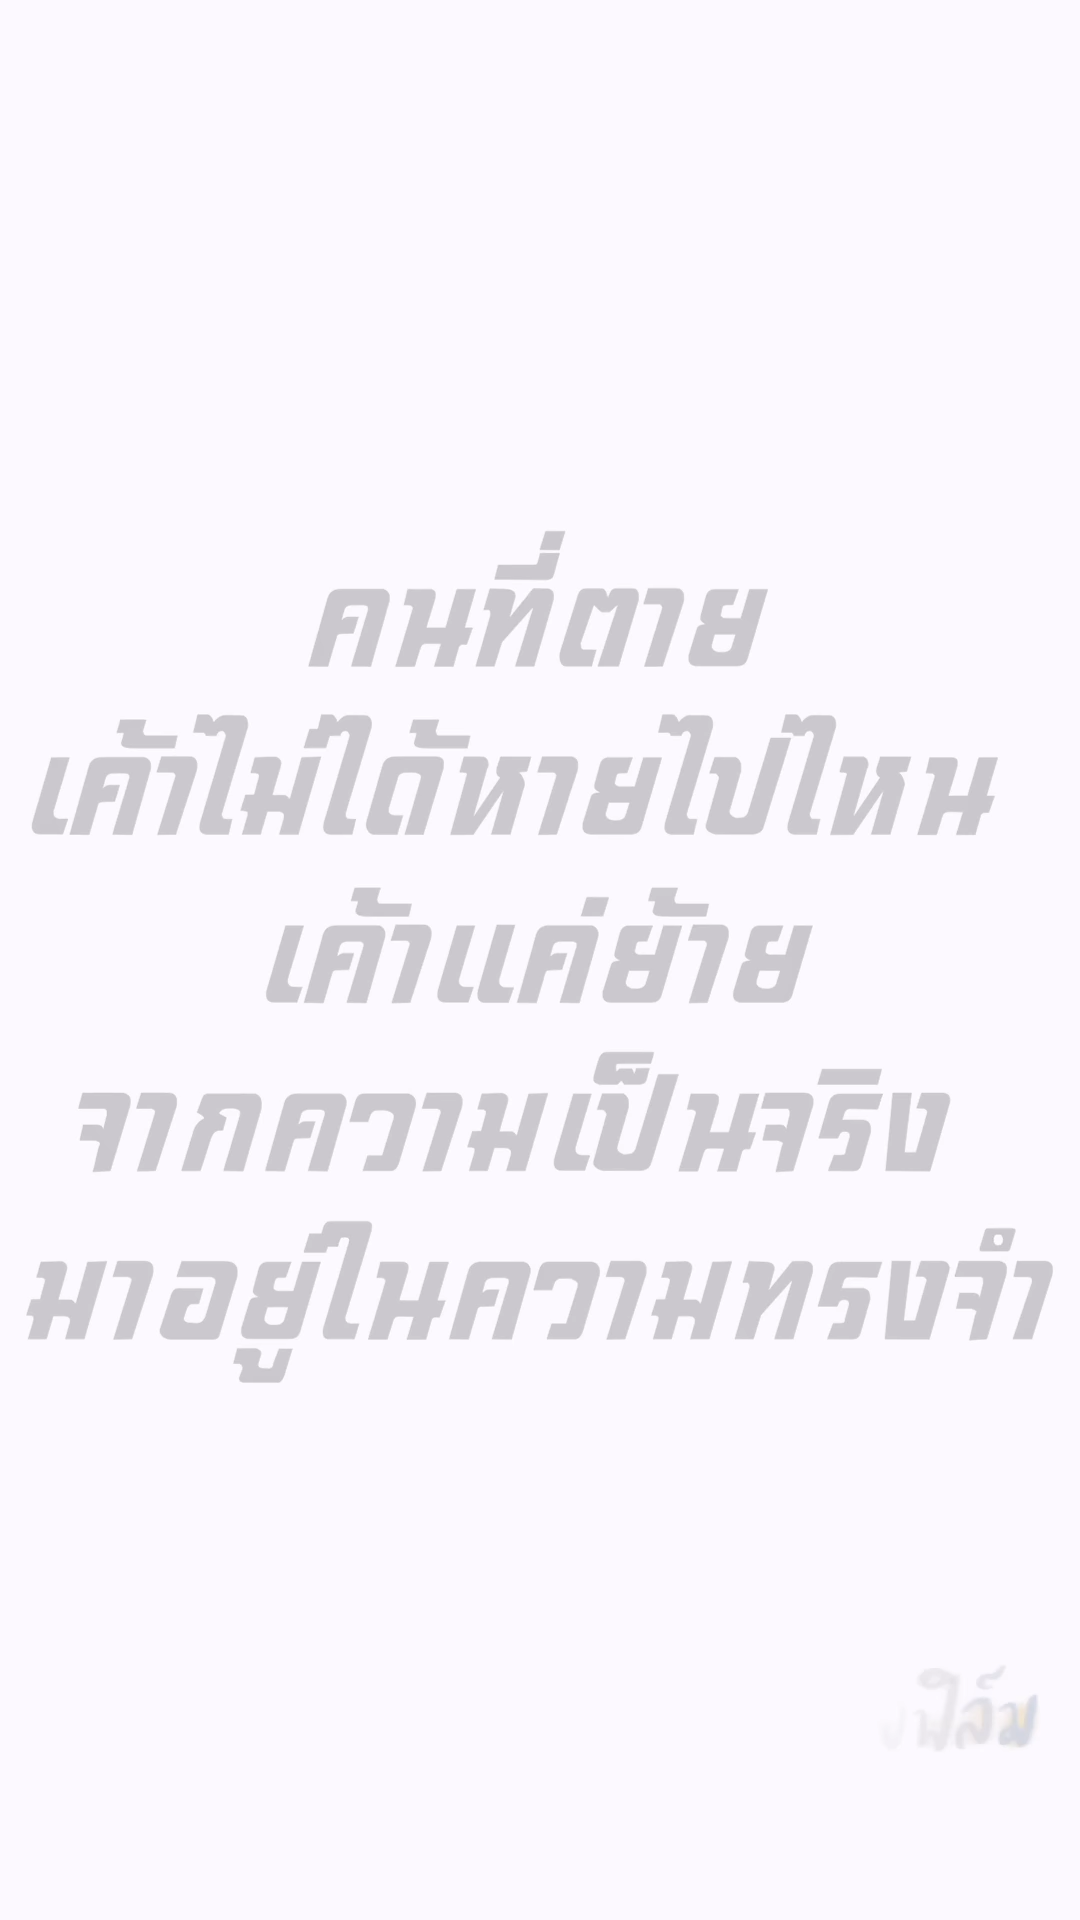 คนที่ตาย
เค้าไม่ได้หายไปไหน
เค้าแค่ย้าย
จากความเป็นจริง
มาอยู่ในความทรงจำ
ฟิล์ม